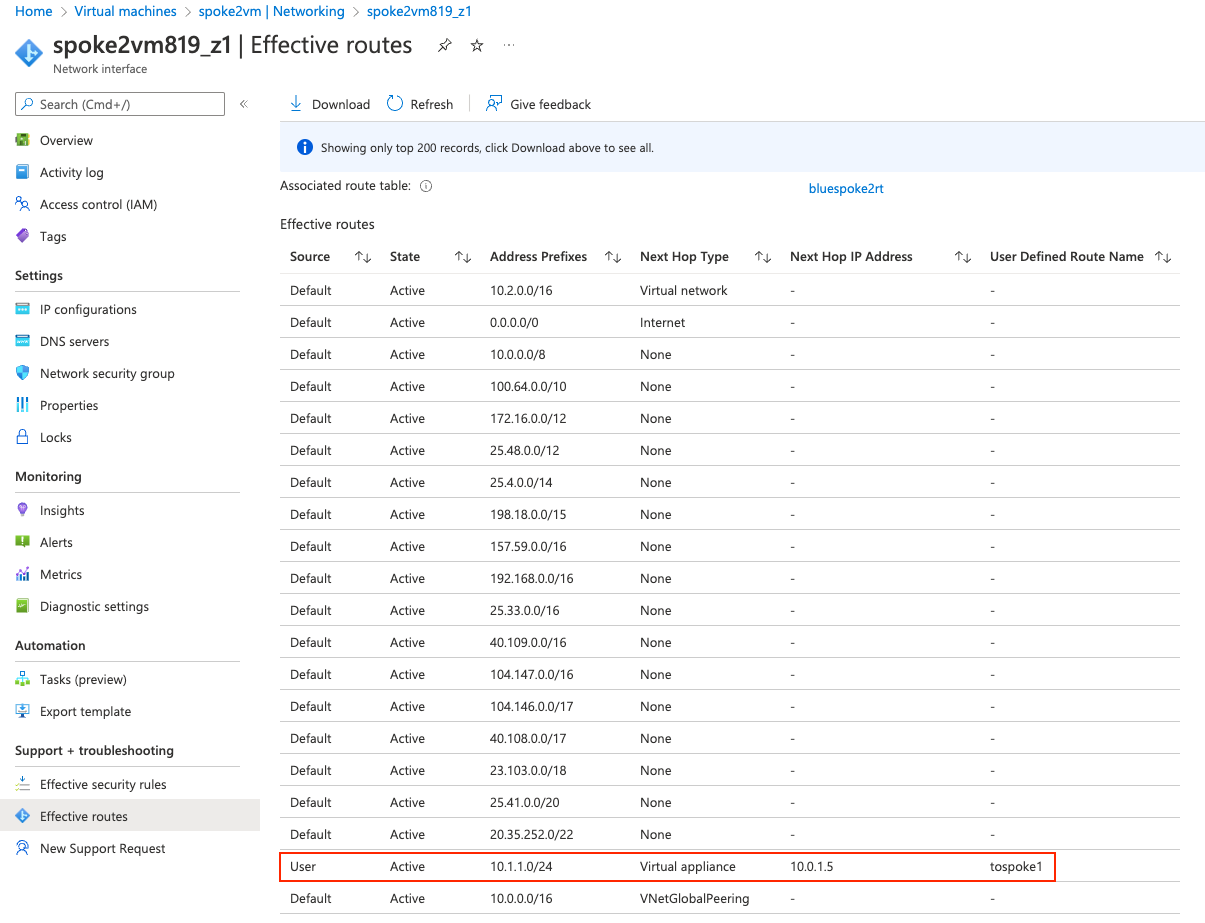 Home > Virtual machines > spoke2vm | Networking > spoke2vm819_z1
spoke2vm819_z1 | Effective routes ...
Network interface
Search (Cmd+/) «
Overview
Activity log
Access control (IAM)
Tags
Settings
IP configurations
DNS servers
Network security group
Properties
Locks
Monitoring
Insights
Alerts
Metrics
Diagnostic settings
Automation
Tasks (preview)
Export template
Support + troubleshooting
Effective security rules
Effective routes
New Support Request
Download Refresh Give feedback
Showing only top 200 records, click Download above to see all.
Associated route table: bluespoke2rt
Effective routes
Source State Address Prefixes Next Hop Type Next Hop IP Address User Defined Route Name
Default Active 10.2.0.0/16 Virtual network - -
Default Active 0.0.0.0/0 Internet - -
Default Active 10.0.0.0/8 None - -
Default Active 100.64.0.0/10 None - -
Default Active 172.16.0.0/12 None - -
Default Active 25.48.0.0/12 None - -
Default Active 25.4.0.0/14 None - -
Default Active 198.18.0.0/15 None - -
Default Active 157.59.0.0/16 None - -
Default Active 192.168.0.0/16 None - -
Default Active 25.33.0.0/16 None - -
Default Active 40.109.0.0/16 None - -
Default Active 104.147.0.0/16 None - -
Default Active 104.146.0.0/17 None - -
Default Active 40.108.0.0/17 None - -
Default Active 23.103.0.0/18 None - -
Default Active 25.41.0.0/20 None - -
Default Active 20.35.252.0/22 None - -
User Active 10.1.1.0/24 Virtual appliance 10.0.1.5 tospoke1
Default Active 10.0.0.0/16 VNetGlobalPeering - -